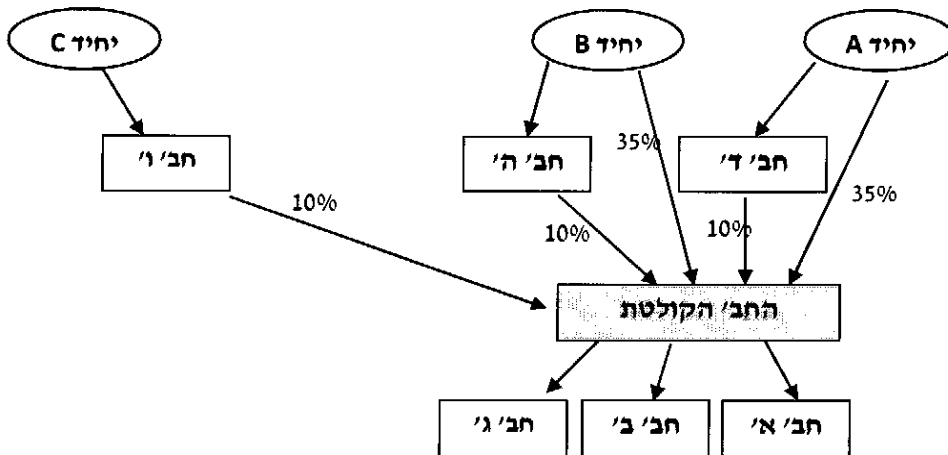 יחיד A
יחיד B
יחיד C
חב' ד'
35%
חב' ה'
חב' ו'
35%
10%
10%
10%
החב' הקולטת
חב' א'
חב' ב'
חב' ג'